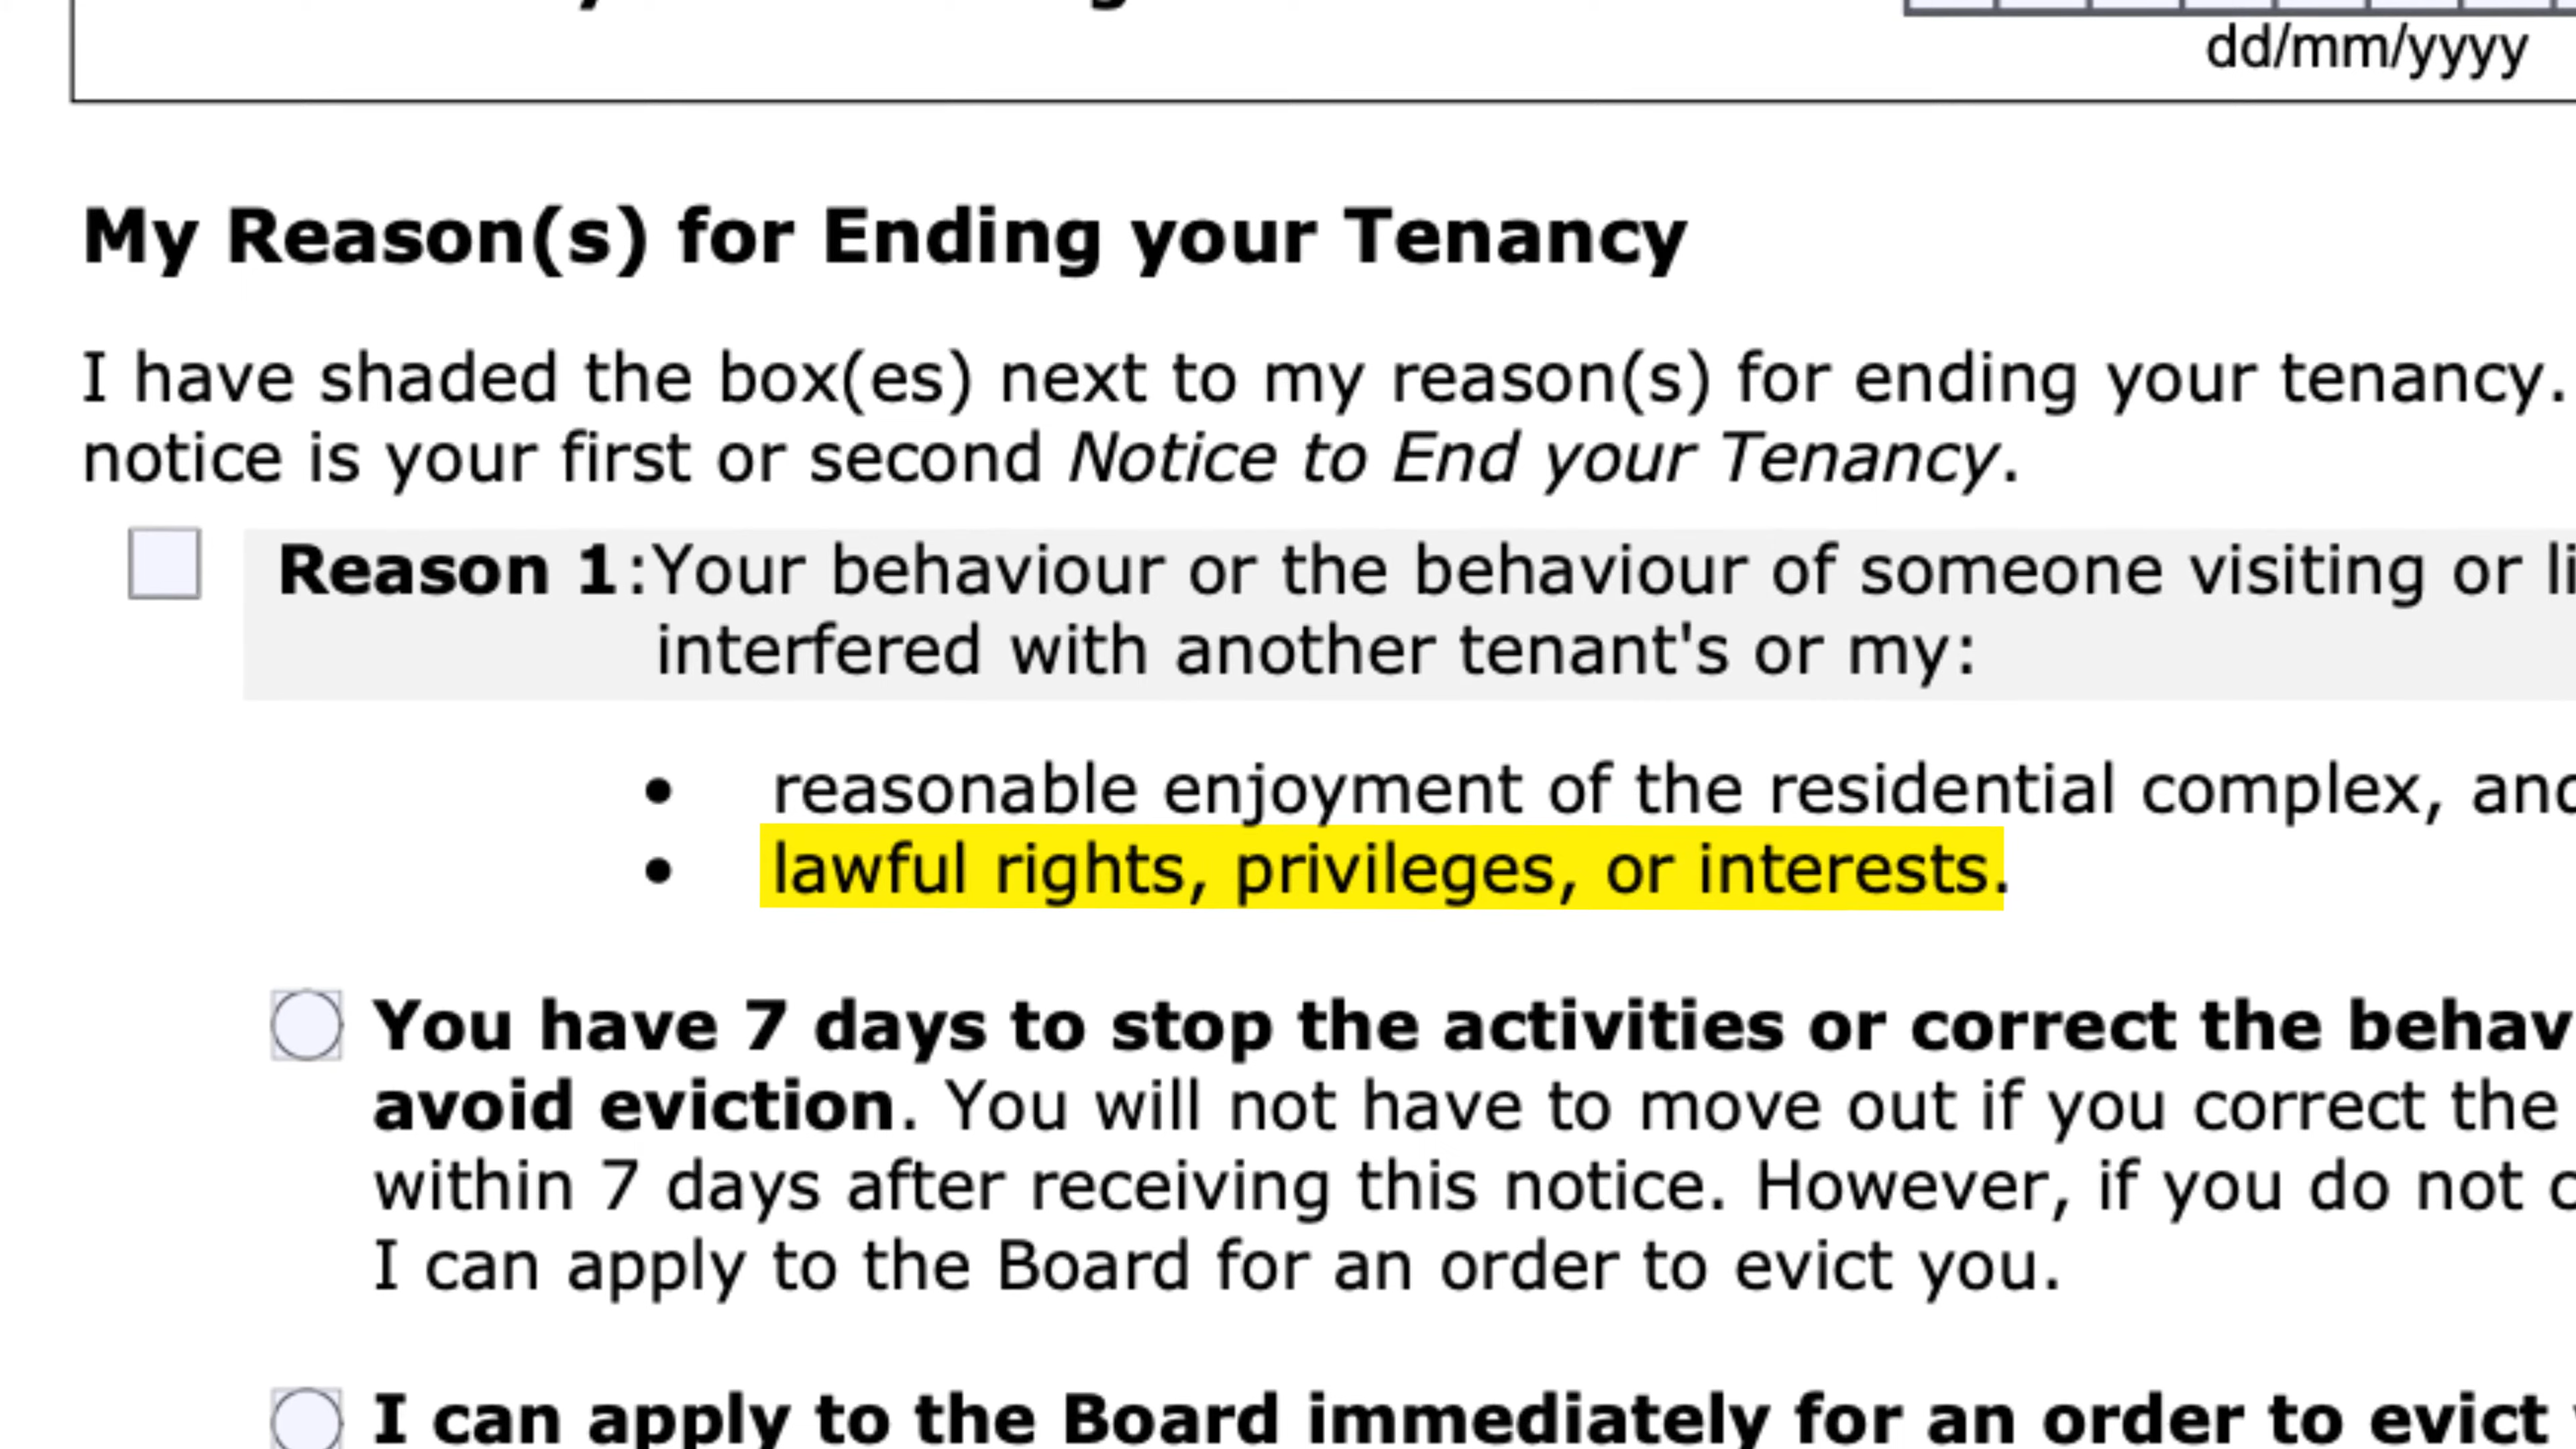 dd/mm/yyyy
My Reason(s) for Ending your Tenancy
I have shaded the box(es) next to my reason(s) for ending your tenancy.
notice is your first or second Notice to End your Tenancy.
Reason 1:Your behaviour or the behaviour of someone visiting or
interfered with another tenant's or my:
• reasonable enjoyment of the residential complex,
• lawful rights, privileges, or interests.
You have 7 days to stop the activities or correct the
avoid eviction. You will not have to move out if you correct the
within 7 days after receiving this notice. However, if you do not
I can apply to the Board for an order to evict you.
I can apply to the Board immediately for an order to evict